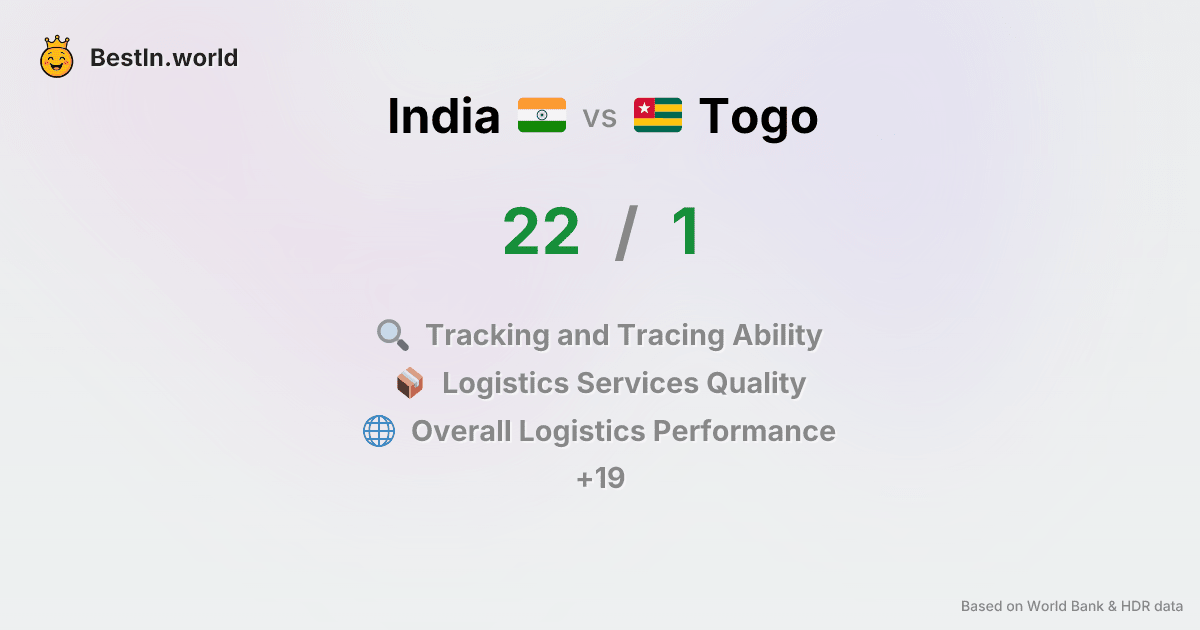 BestIn.world
India vs Togo
22 / 1
Tracking and Tracing Ability
Logistics Services Quality
Overall Logistics Performance
+19
Based on World Bank & HDR data